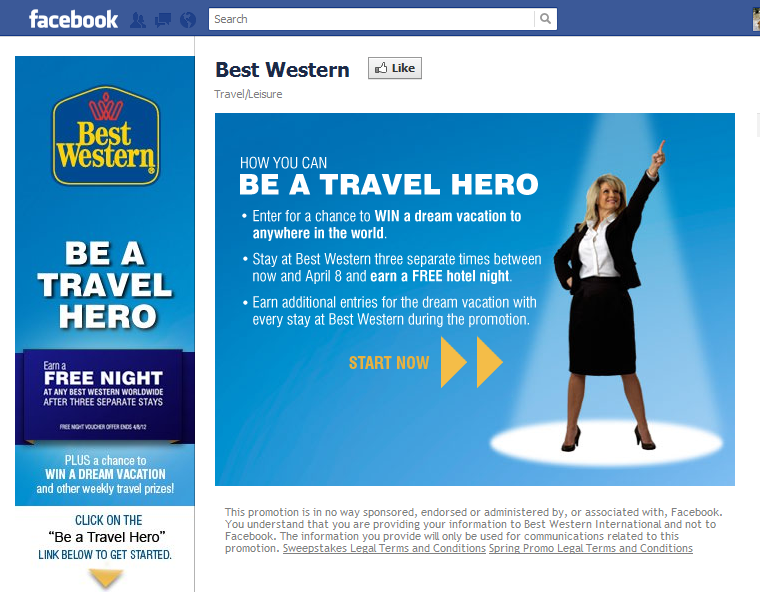 facebook
Search
Best
Western
BE A
TRAVEL
HERO
Earn a
FREE NIGHT
AT ANY BEST WESTERN WORLDWIDE
AFTER THREE SEPARATE STAYS
FREE NIGHT VOUCHER OFFER ENDS 4/8/12
PLUS a chance to
WIN A DREAM VACATION
and other weekly travel prizes!
CLICK ON THE
“Be a Travel Hero”
LINK BELOW TO GET STARTED.
Best Western
Like
Travel/Leisure
HOW YOU CAN
BE A TRAVEL HERO
• Enter for a chance to WIN a dream vacation to
anywhere in the world.
• Stay at Best Western three separate times between
now and April 8 and earn a FREE hotel night.
• Earn additional entries for the dream vacation with
every stay at Best Western during the promotion.
START NOW
This promotion is in no way sponsored, endorsed or administered by, or associated with, Facebook.
You understand that you are providing your information to Best Western International and not to
Facebook. The information you provide will only be used for communications related to this
promotion. Sweepstakes Legal Terms and Conditions Spring Promo Legal Terms and Conditions